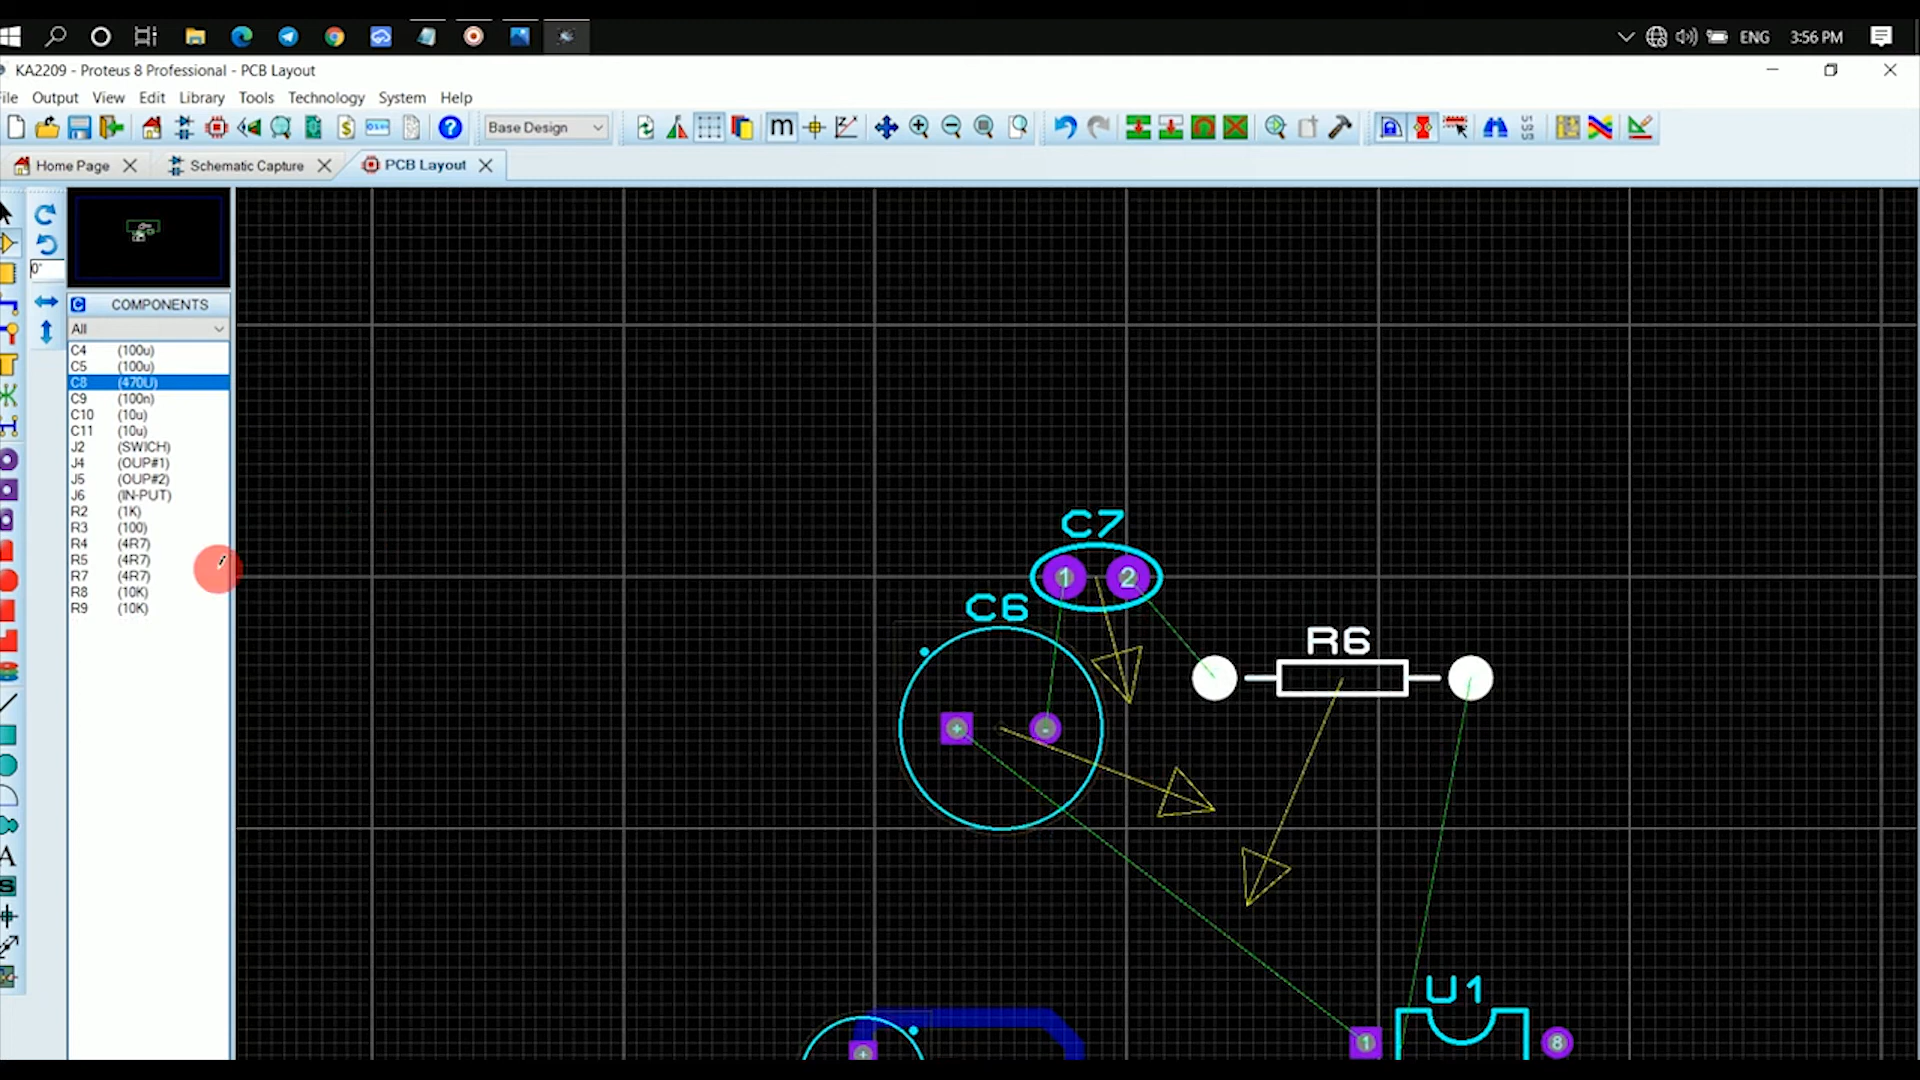 ENG 3:56 PM
KA2209 - Proteus 8 Professional - PCB Layout
ile Output View Edit Library Tools Technology System Help
Base Design
Home Page Schematic Capture PCB Layout
0°
COMPONENTS
All
C4 (100u)
C5 (100u)
C8 (470U)
C9 (100n)
C10 (10u)
C11 (10u)
J2 (SWICH)
J4 (OUP#1)
J5 (OUP#2)
J6 (IN-PUT)
R2 (1K)
R3 (100)
R4 (4R7)
R5 (4R7)
R7 (4R7)
R8 (10K)
R9 (10K)
C7
1 2
C6
R6
+ -
U1
+ 1 8